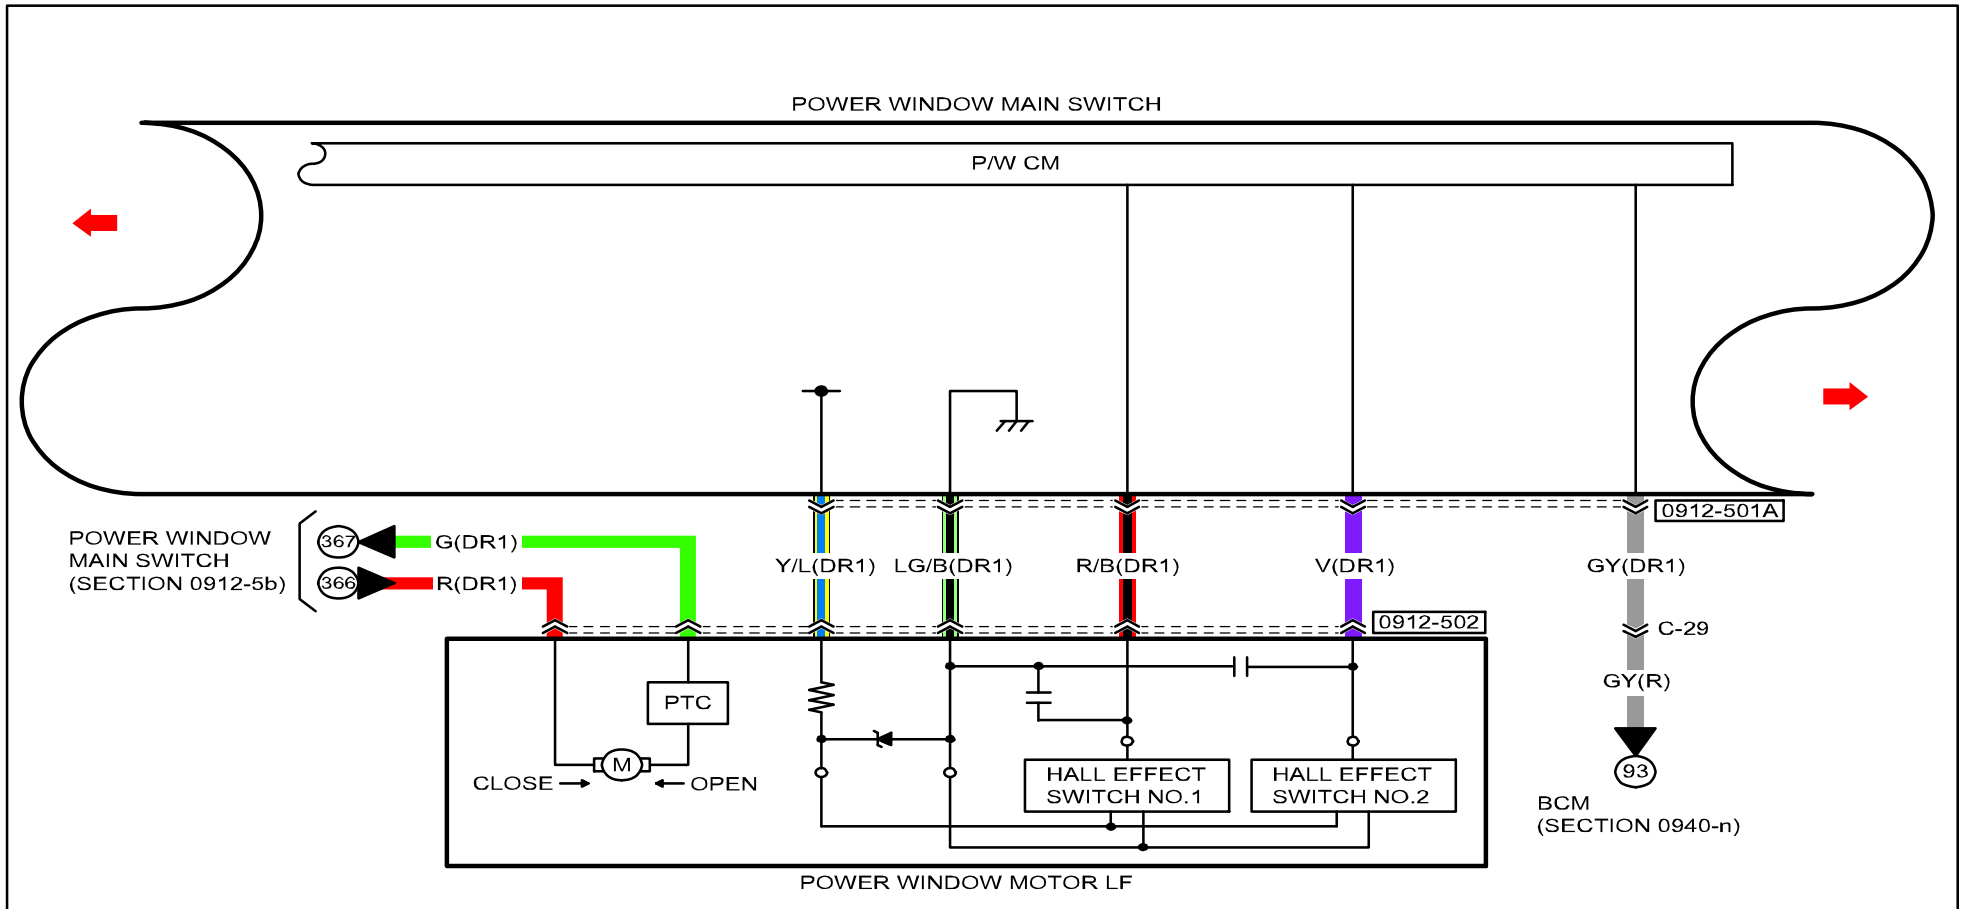 POWER WINDOW MAIN SWITCH
P/W CM
0912-501A
POWER WINDOW
MAIN SWITCH
(SECTION 0912-5b)
367
G(DR1)
366
R(DR1)
Y/L(DR1)
LG/B(DR1)
R/B(DR1)
V(DR1)
GY(DR1)
0912-502
C-29
GY(R)
PTC
M
CLOSE
OPEN
HALL EFFECT
SWITCH NO.1
HALL EFFECT
SWITCH NO.2
93
BCM
(SECTION 0940-n)
POWER WINDOW MOTOR LF